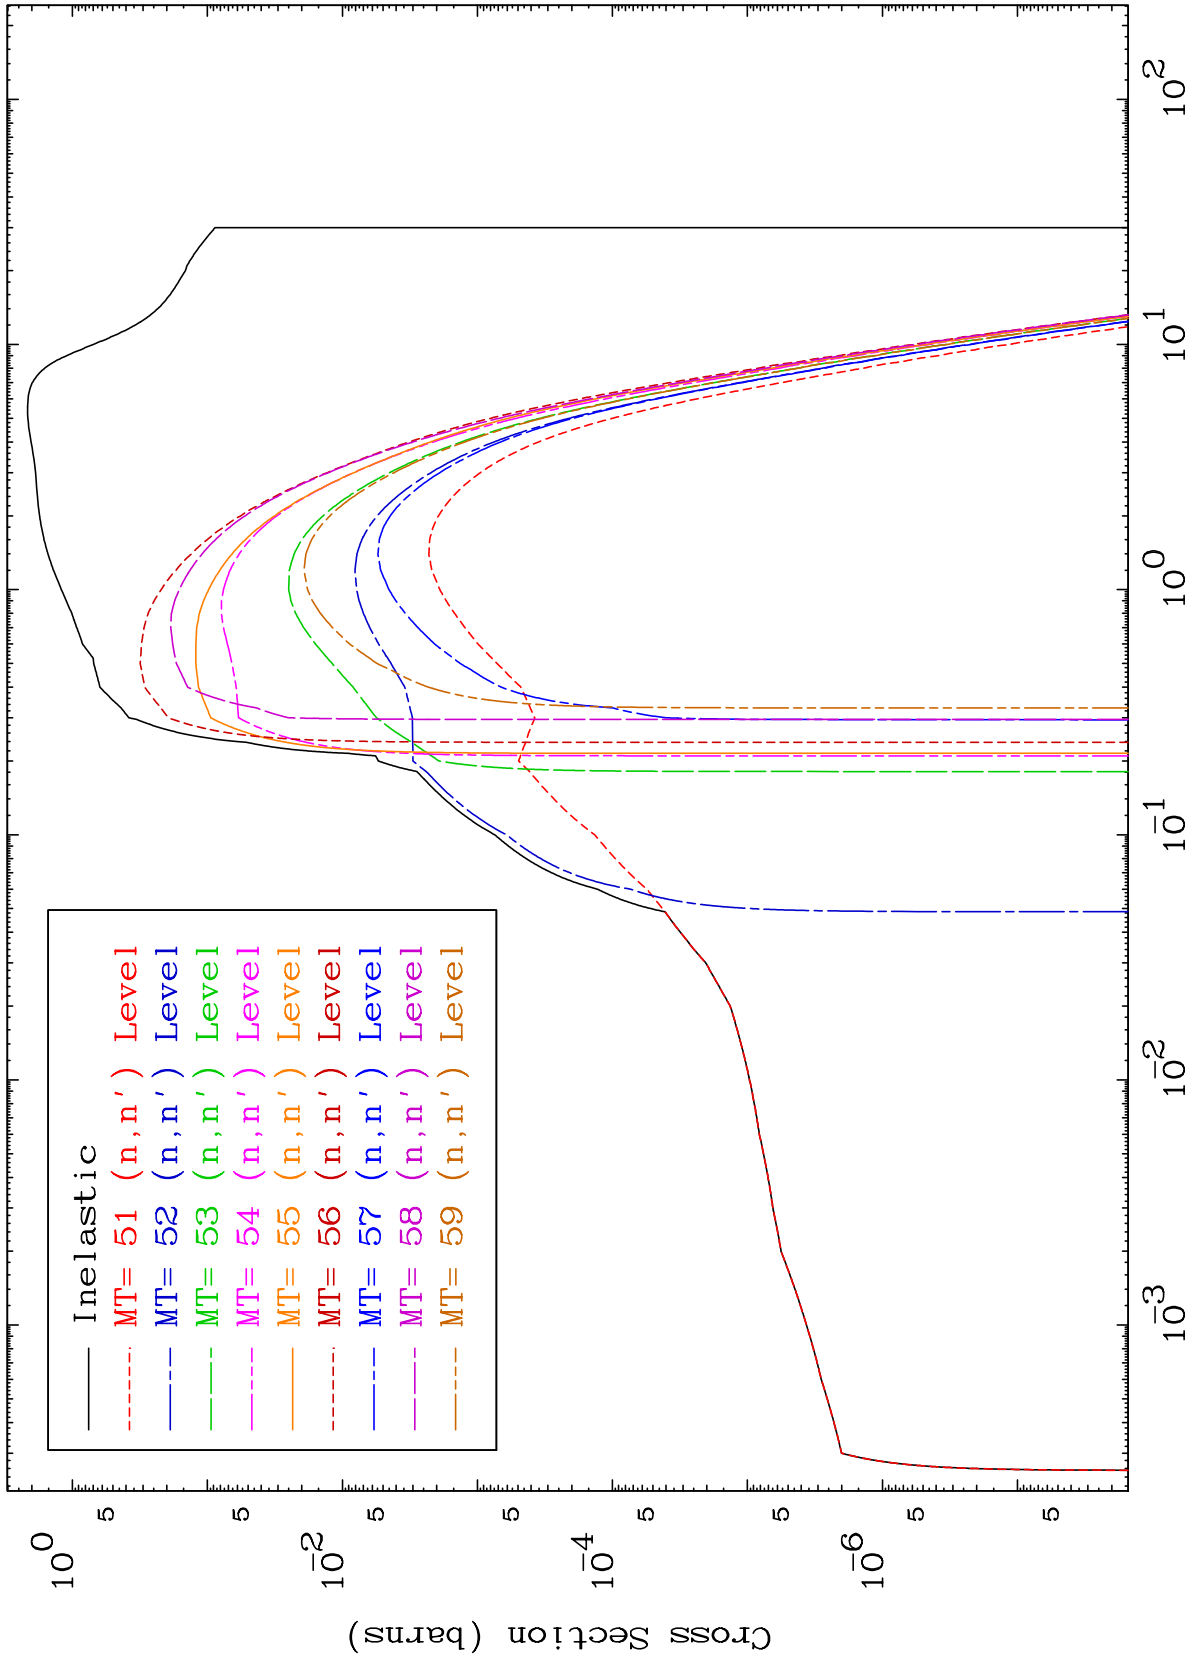 Cross Section (barns)
10^0
5
5
10^-2
5
5
10^-4
5
5
10^-6
5
5
Inelastic
MT= 51 (n,n') Level
MT= 52 (n,n') Level
MT= 53 (n,n') Level
MT= 54 (n,n') Level
MT= 55 (n,n') Level
MT= 56 (n,n') Level
MT= 57 (n,n') Level
MT= 58 (n,n') Level
MT= 59 (n,n') Level
10^-3
10^-2
10^-1
10^0
10^1
10^2